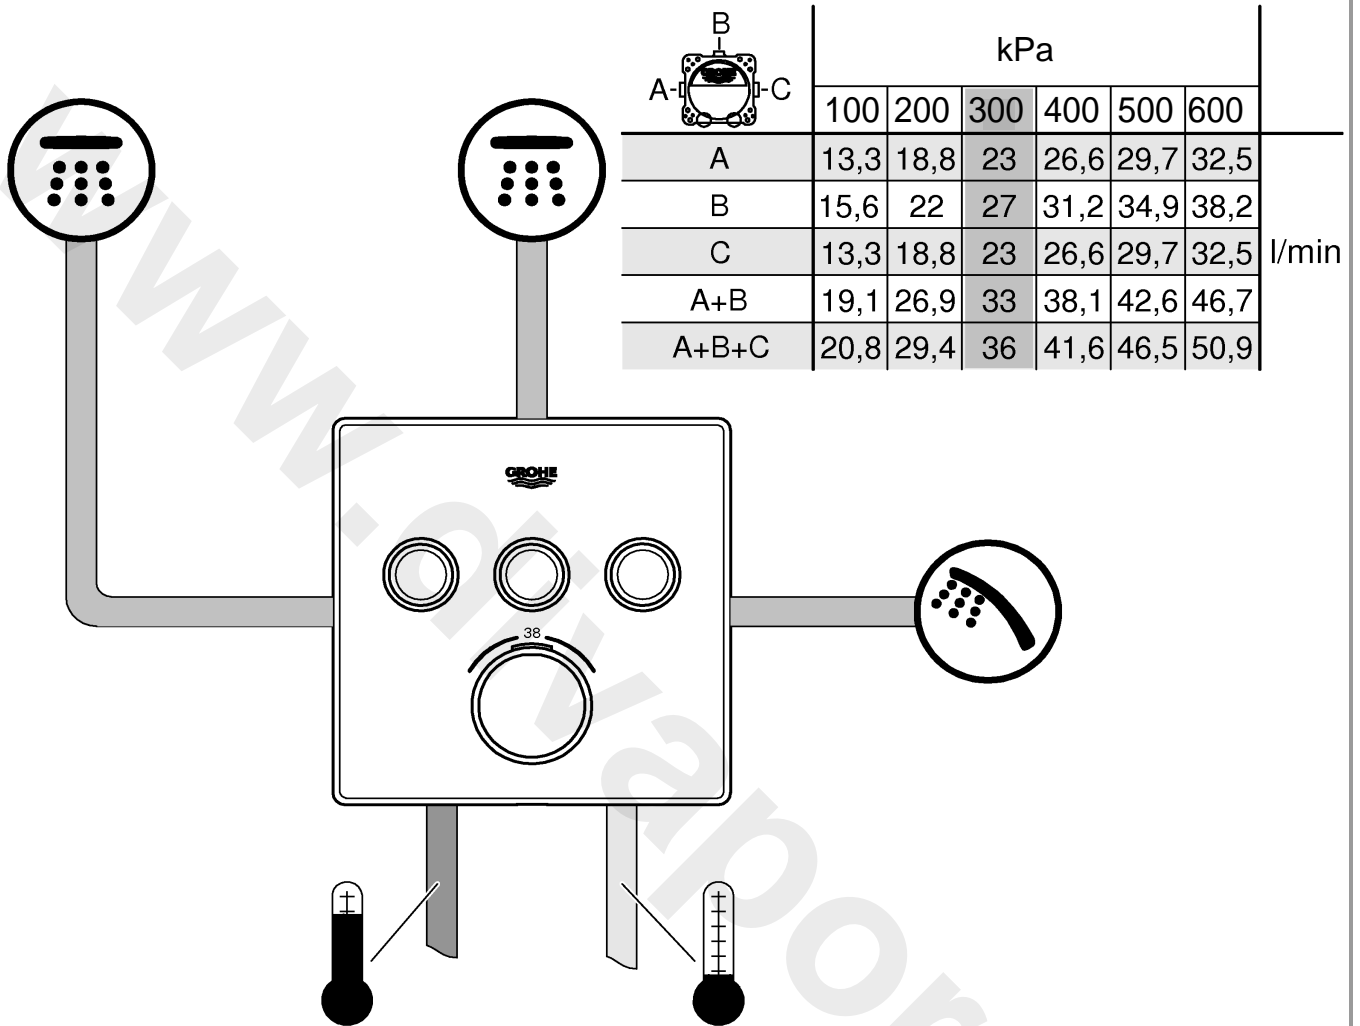 B
A C
GROHE
kPa
100 200 300 400 500 600
A 13,3 18,8 23 26,6 29,7 32,5
B 15,6 22 27 31,2 34,9 38,2
C 13,3 18,8 23 26,6 29,7 32,5
l/min
A+B 19,1 26,9 33 38,1 42,6 46,7
A+B+C 20,8 29,4 36 41,6 46,5 50,9
GROHE
38
www.divapor